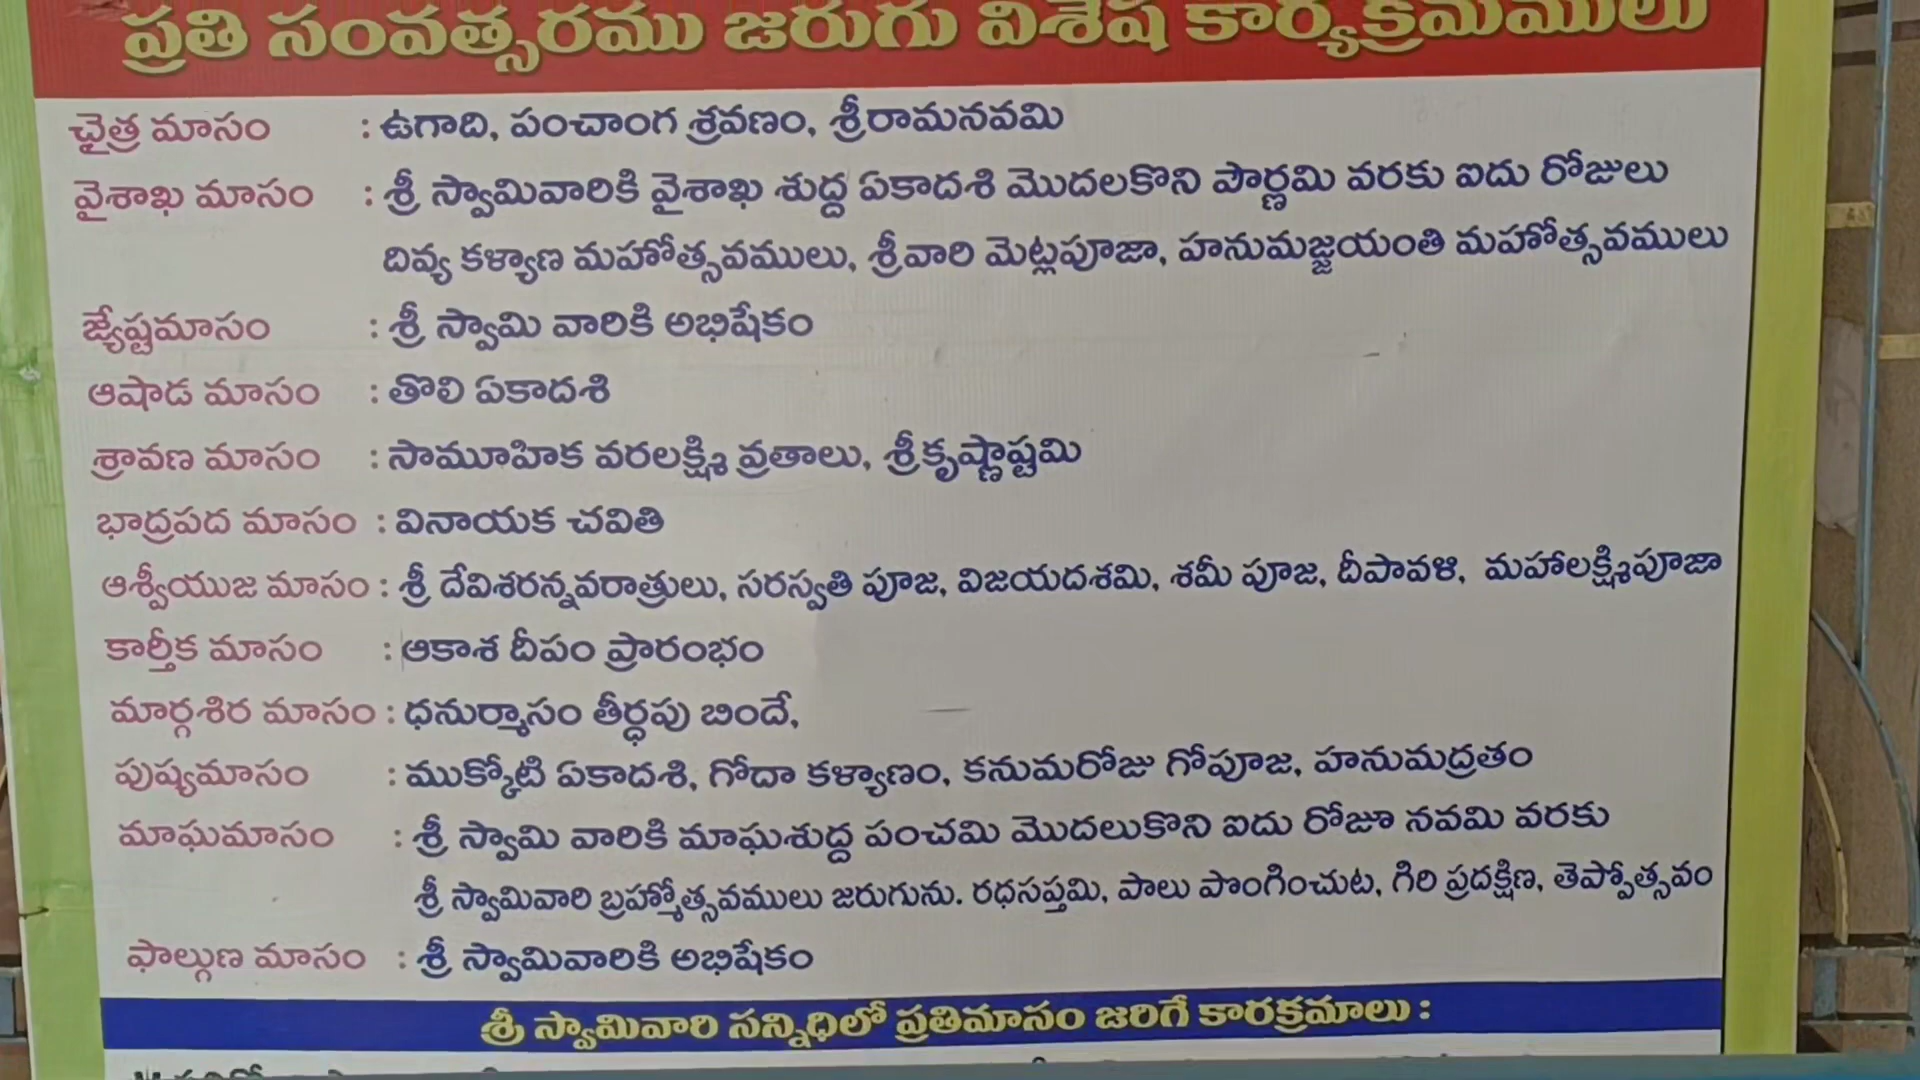 ప్రతి సంవత్సరము జరుగు విశేష కార్యక్రమములు
చైత్ర మాసం : ఉగాది, పంచాంగ శ్రవణం, శ్రీరామనవమి
వైశాఖ మాసం : శ్రీ స్వామివారికి వైశాఖ శుద్ద ఏకాదశి మొదలకొని పౌర్ణమి వరకు ఐదు రోజులు
దివ్య కళ్యాణ మహోత్సవములు, శ్రీవారి మెట్లపూజా, హనుమజ్జయంతి మహోత్సవములు
జ్యేష్టమాసం : శ్రీ స్వామి వారికి అభిషేకం
ఆషాడ మాసం : తొలి ఏకాదశి
శ్రావణ మాసం : సామూహిక వరలక్ష్మి వ్రతాలు, శ్రీకృష్ణాష్టమి
భాద్రపద మాసం : వినాయక చవితి
ఆశ్వీయుజ మాసం : శ్రీ దేవిశరన్నవరాత్రులు, సరస్వతి పూజ, విజయదశమి, శమీ పూజ, దీపావళి, మహాలక్ష్మిపూజా
కార్తీక మాసం : ఆకాశ దీపం ప్రారంభం
మార్గశిర మాసం : ధనుర్మాసం తీర్ధపు బిందే,
పుష్యమాసం : ముక్కోటి ఏకాదశి, గోదా కళ్యాణం, కనుమరోజు గోపూజ, హనుమద్రతం
మాఘమాసం : శ్రీ స్వామి వారికి మాఘశుద్ద పంచమి మొదలుకొని ఐదు రోజూ నవమి వరకు
శ్రీ స్వామివారి బ్రహ్మోత్సవములు జరుగును. రధసప్తమి, పాలు పొంగించుట, గిరి ప్రదక్షిణ, తెప్పోత్సవం
ఫాల్గుణ మాసం : శ్రీ స్వామివారికి అభిషేకం
శ్రీ స్వామివారి సన్నిధిలో ప్రతిమాసం జరిగే కారక్రమాలు :